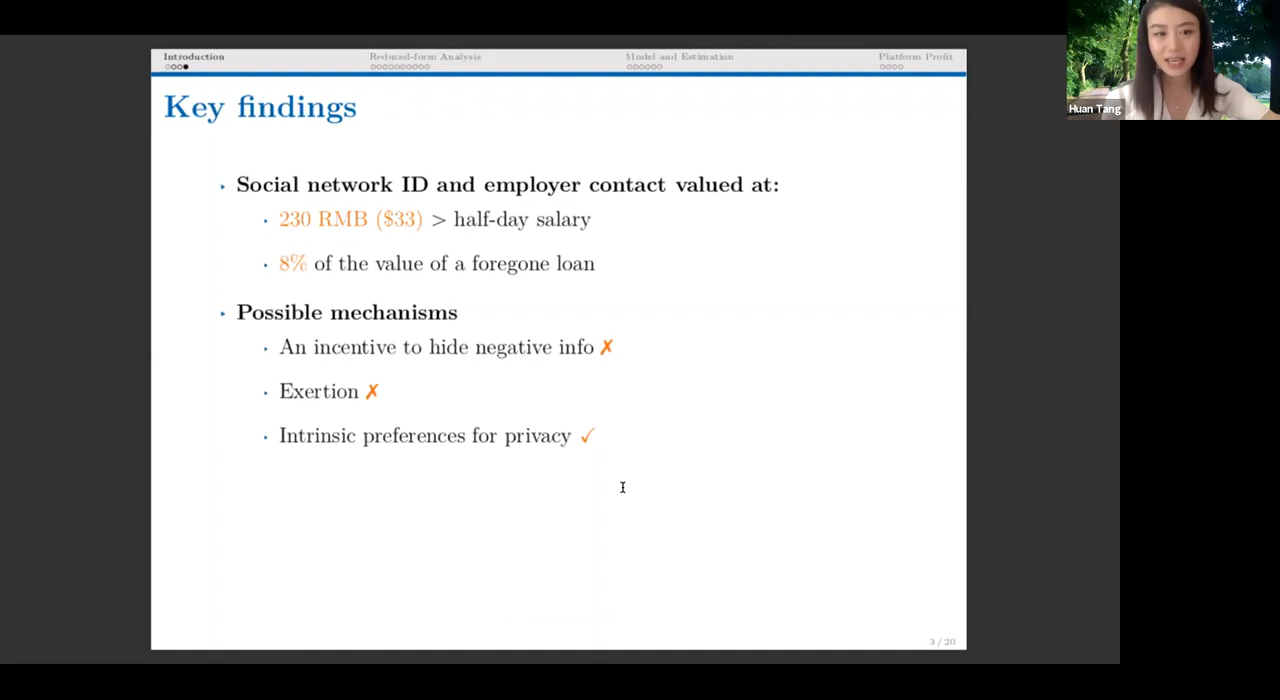 Introduction
Reduced-form Analysis
Model and Estimation
Platform Profit
Key findings
Social network ID and employer contact valued at:
230 RMB ($33) > half-day salary
8% of the value of a foregone loan
Possible mechanisms
An incentive to hide negative info ✗
Exertion ✗
Intrinsic preferences for privacy ✓
3 / 20
Huan Tang